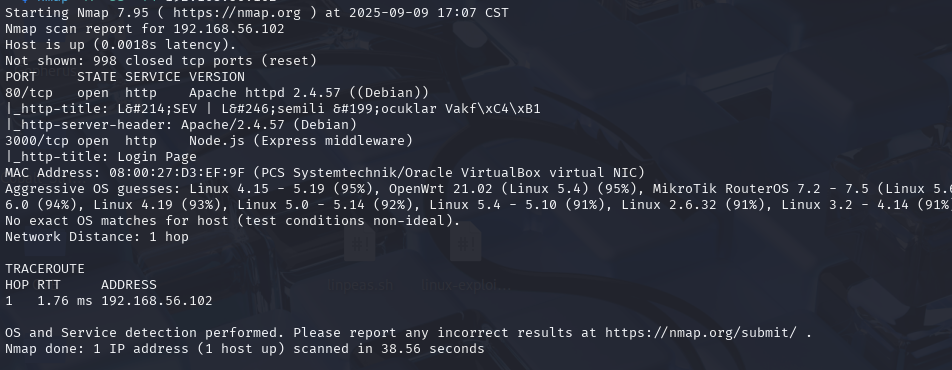 Starting Nmap 7.95 ( https://nmap.org ) at 2025-09-09 17:07 CST
Nmap scan report for 192.168.56.102
Host is up (0.0018s latency).
Not shown: 998 closed tcp ports (reset)
PORT     STATE SERVICE VERSION
80/tcp   open  http    Apache httpd 2.4.57 ((Debian))
|_http-title: L&#214;SEV | L&#246;semili &#199;ocuklar Vakf\xC4\xB1
|_http-server-header: Apache/2.4.57 (Debian)
3000/tcp open  http    Node.js (Express middleware)
|_http-title: Login Page
MAC Address: 08:00:27:D3:EF:9F (PCS Systemtechnik/Oracle VirtualBox virtual NIC)
Aggressive OS guesses: Linux 4.15 - 5.19 (95%), OpenWrt 21.02 (Linux 5.4) (95%), MikroTik RouterOS 7.2 - 7.5 (Linux 5.
6.0 (94%), Linux 4.19 (93%), Linux 5.0 - 5.14 (92%), Linux 5.4 - 5.10 (91%), Linux 2.6.32 (91%), Linux 3.2 - 4.14 (91%
No exact OS matches for host (test conditions non-ideal).
Network Distance: 1 hop
TRACEROUTE
HOP RTT     ADDRESS
1   1.76 ms 192.168.56.102
linpeas.sh linux-exploi...
OS and Service detection performed. Please report any incorrect results at https://nmap.org/submit/ .
Nmap done: 1 IP address (1 host up) scanned in 38.56 seconds